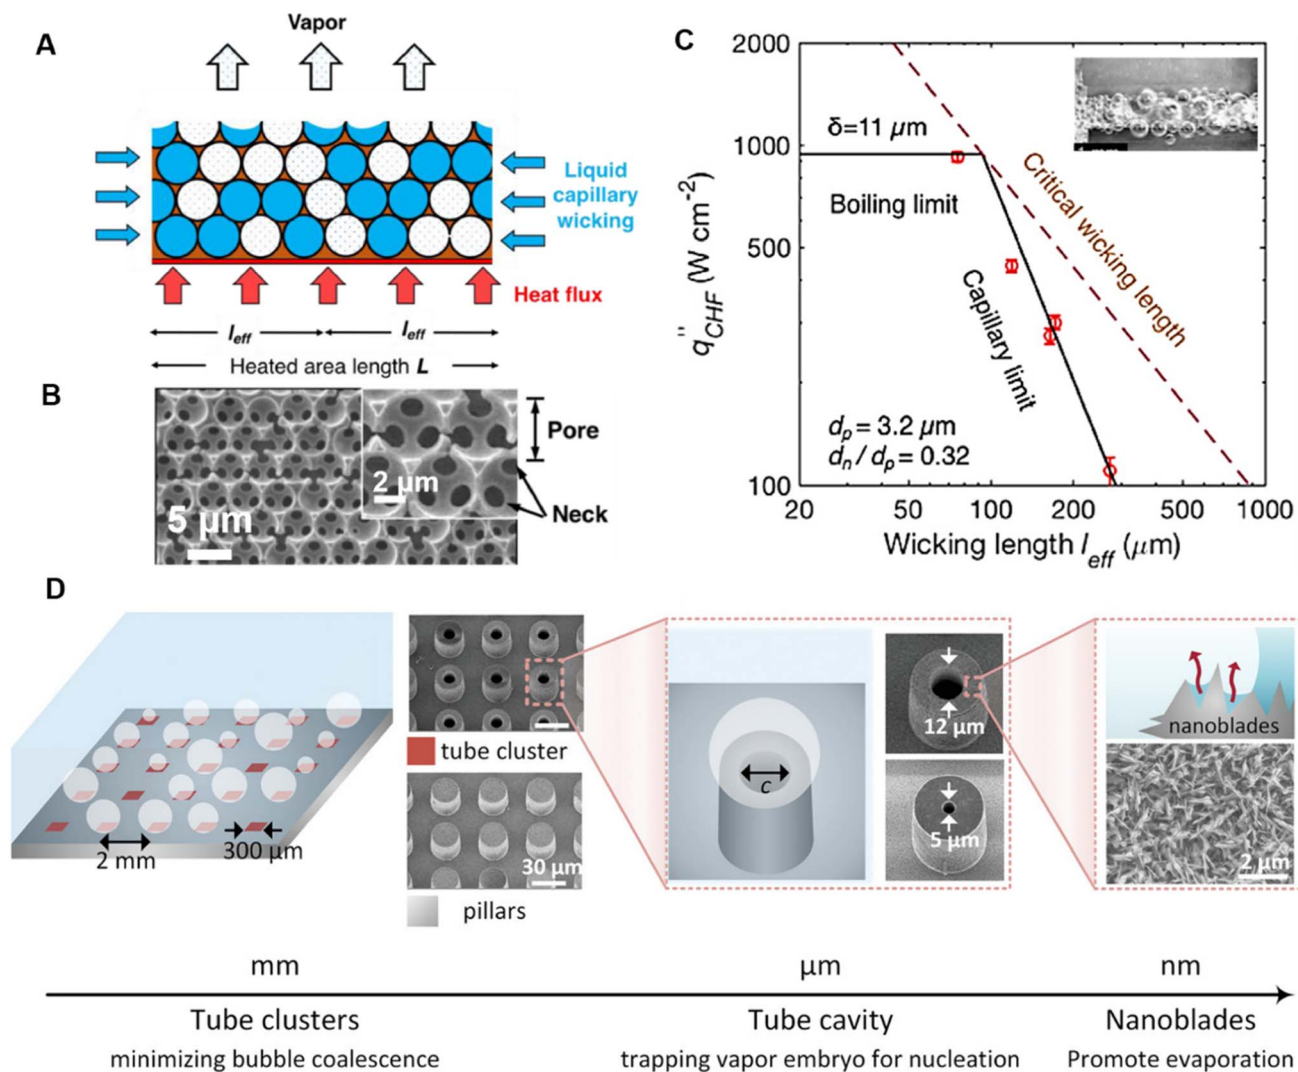 A
Vapor
Liquid
capillary
wicking
Heat flux
l_eff
l_eff
Heated area length L
B
Pore
Neck
2 µm
5 µm
C
2000
1000
500
100
q''_CHF (W cm⁻²)
δ=11 µm
Boiling limit
Capillary limit
Critical wicking length
d_p = 3.2 µm
d_n / d_p = 0.32
20
50
100
200
500
1000
Wicking length l_eff (µm)
D
2 mm
300 µm
tube cluster
30 µm
pillars
c
12 µm
5 µm
nanoblades
2 µm
mm
µm
nm
Tube clusters
Tube cavity
Nanoblades
minimizing bubble coalescence
trapping vapor embryo for nucleation
Promote evaporation